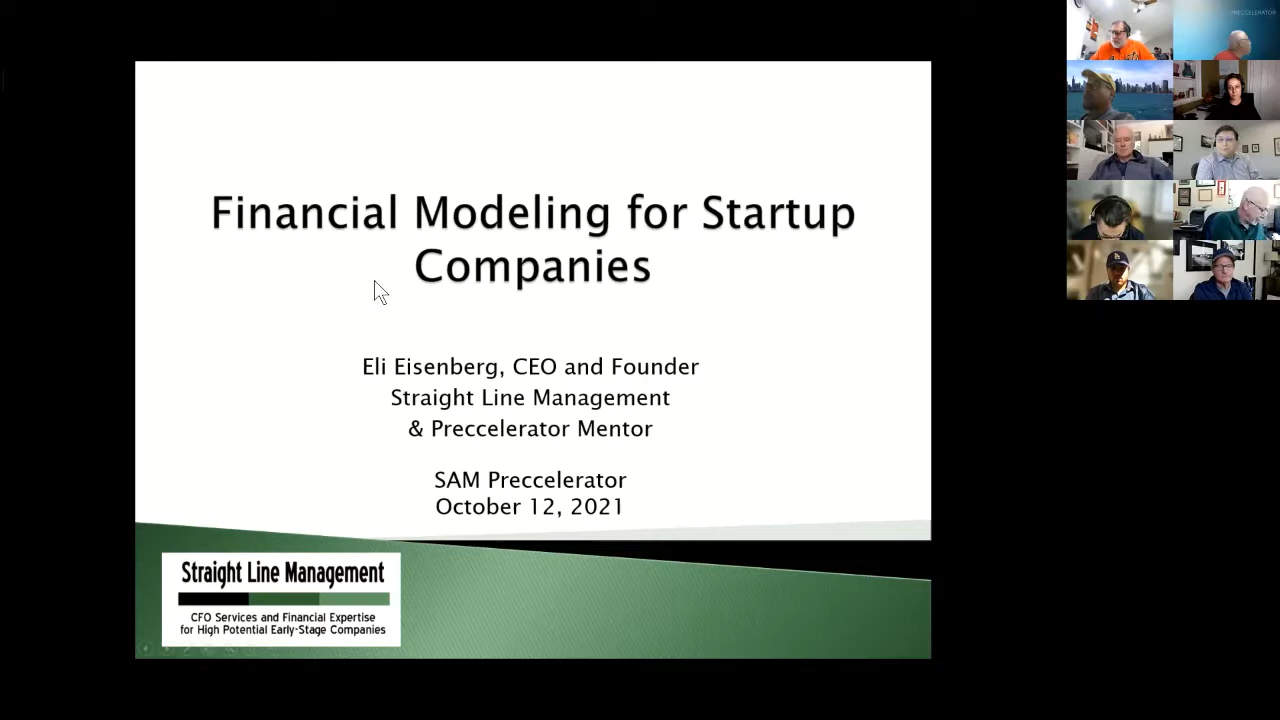 Financial Modeling for Startup
Companies
Eli Eisenberg, CEO and Founder
Straight Line Management
& Preccelerator Mentor
SAM Preccelerator
October 12, 2021
Straight Line Management
CFO Services and Financial Expertise
for High Potential Early-Stage Companies
PRECCELERATOR